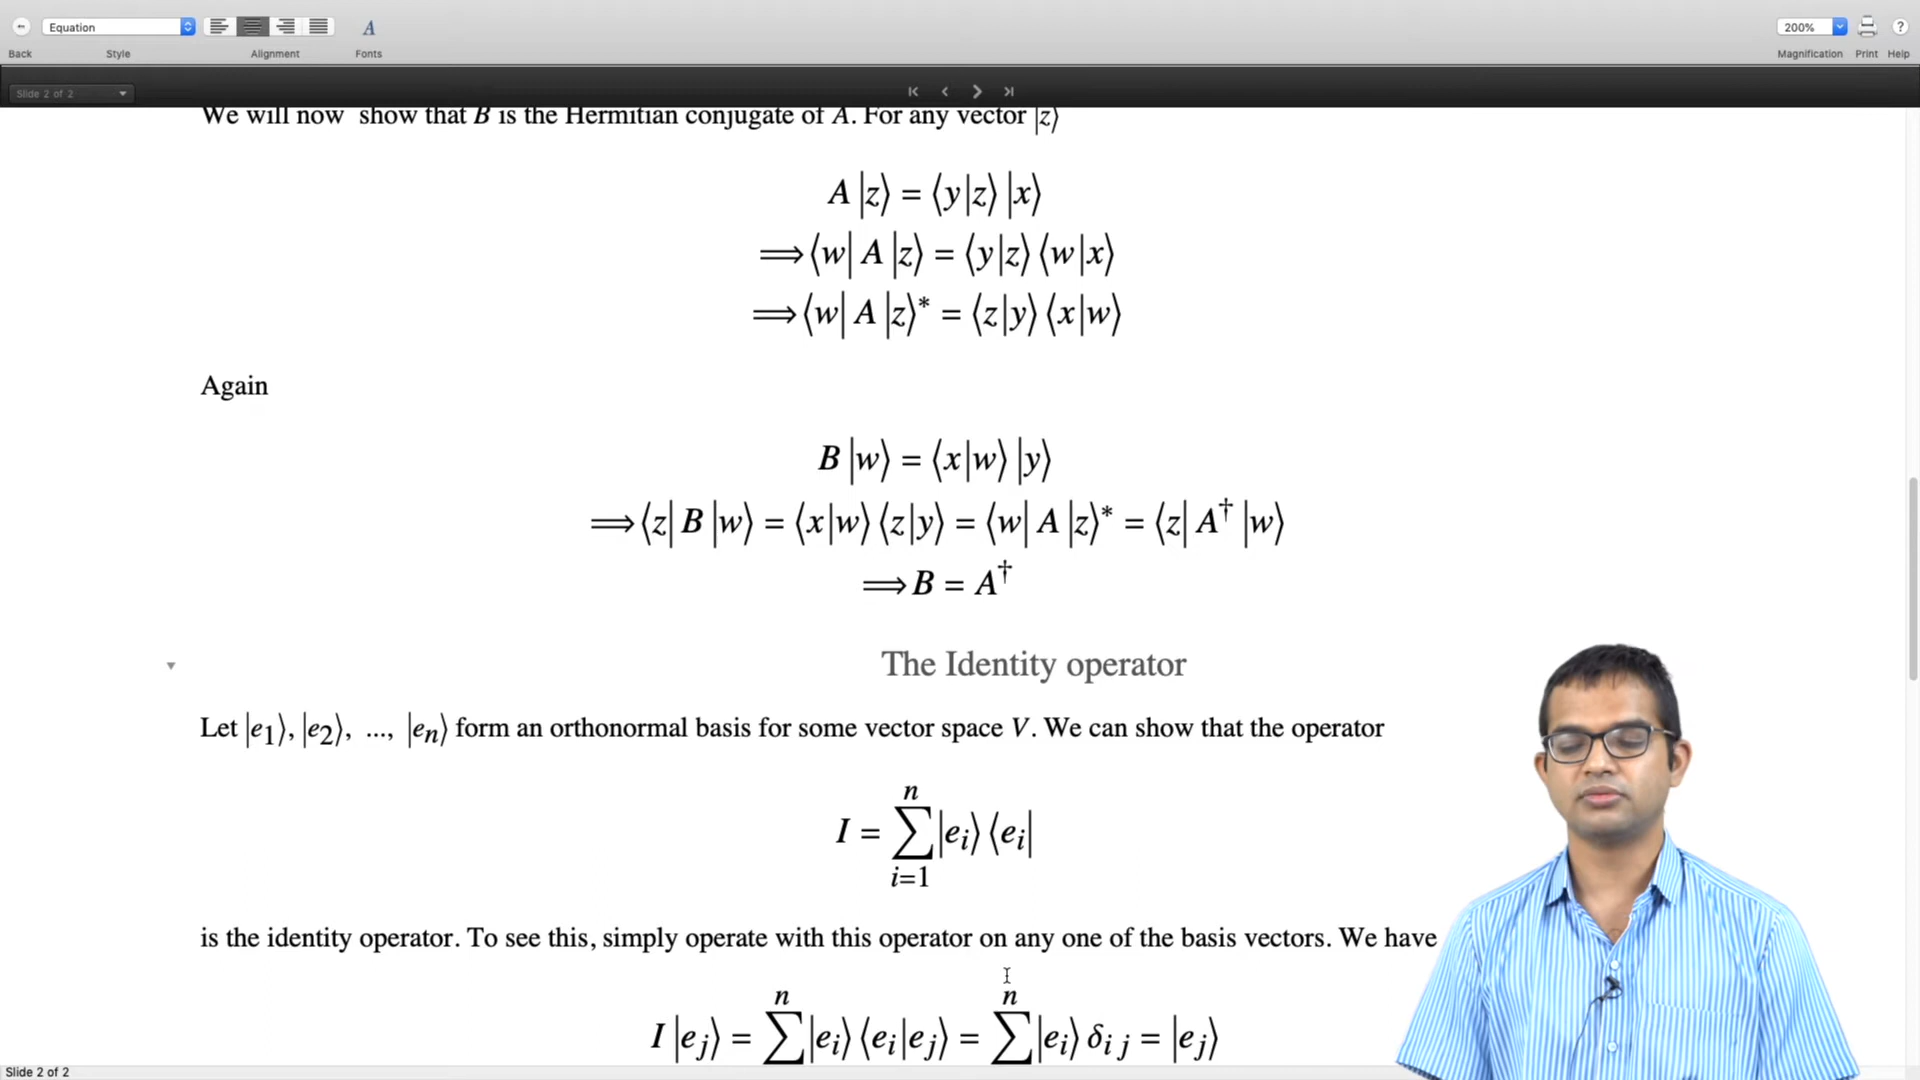 Equation
200%
Back
Style
Alignment
Fonts
Magnification
Print
Help
Slide 2 of 2
We will now show that B is the Hermitian conjugate of A. For any vector |z⟩
A |z⟩ = ⟨y|z⟩ |x⟩
⟹⟨w| A |z⟩ = ⟨y|z⟩ ⟨w|x⟩
⟹⟨w| A |z⟩* = ⟨z|y⟩ ⟨x|w⟩
Again
B |w⟩ = ⟨x|w⟩ |y⟩
⟹⟨z| B |w⟩ = ⟨x|w⟩ ⟨z|y⟩ = ⟨w| A |z⟩* = ⟨z| A† |w⟩
⟹B = A†
The Identity operator
Let |e₁⟩, |e₂⟩, ..., |eₙ⟩ form an orthonormal basis for some vector space V. We can show that the operator
I = ∑ⁿᵢ₌₁ |eᵢ⟩ ⟨eᵢ|
is the identity operator. To see this, simply operate with this operator on any one of the basis vectors. We have
I |eⱼ⟩ = ∑ⁿ |eᵢ⟩ ⟨eᵢ|eⱼ⟩ = ∑ⁿ |eᵢ⟩ δᵢ ⱼ = |eⱼ⟩
Slide 2 of 2